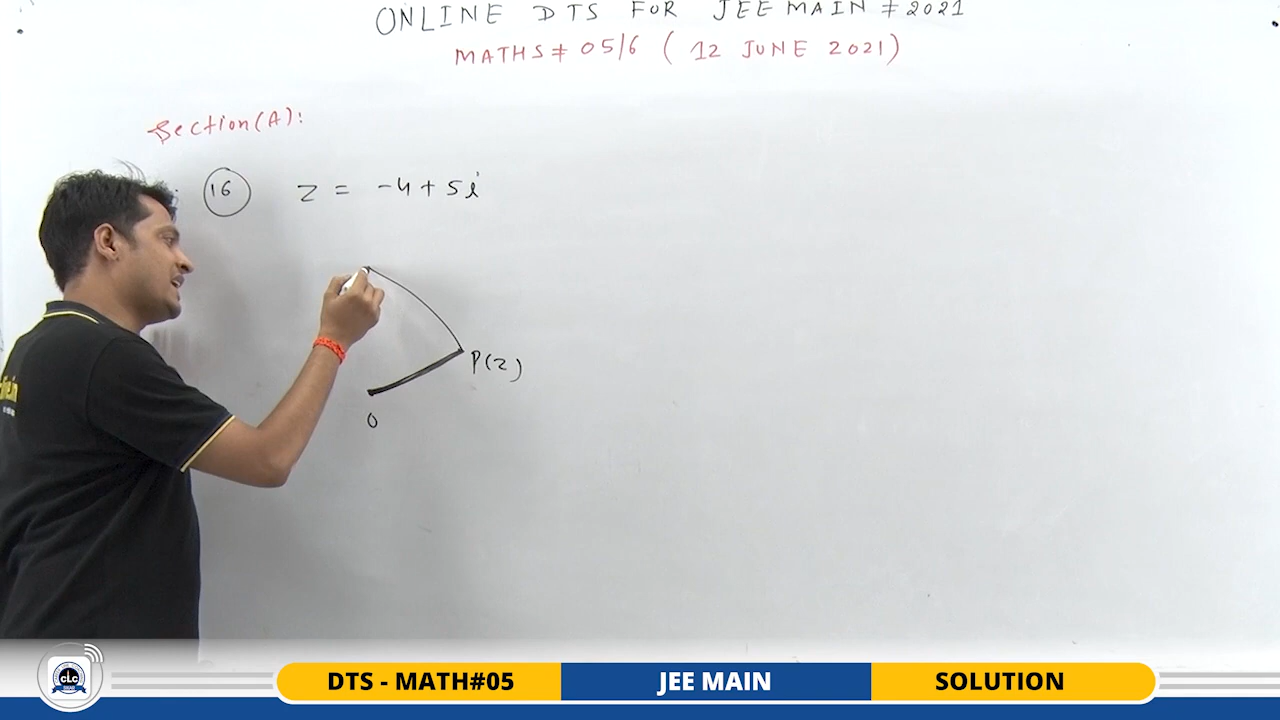 ONLINE DTS FOR JEE MAIN # 2021
MATHS # 05/6 ( 12 JUNE 2021 )
Section (A):
16 z = -4 + 5i
P(z)
0
CLC
DTS - MATH#05 JEE MAIN SOLUTION